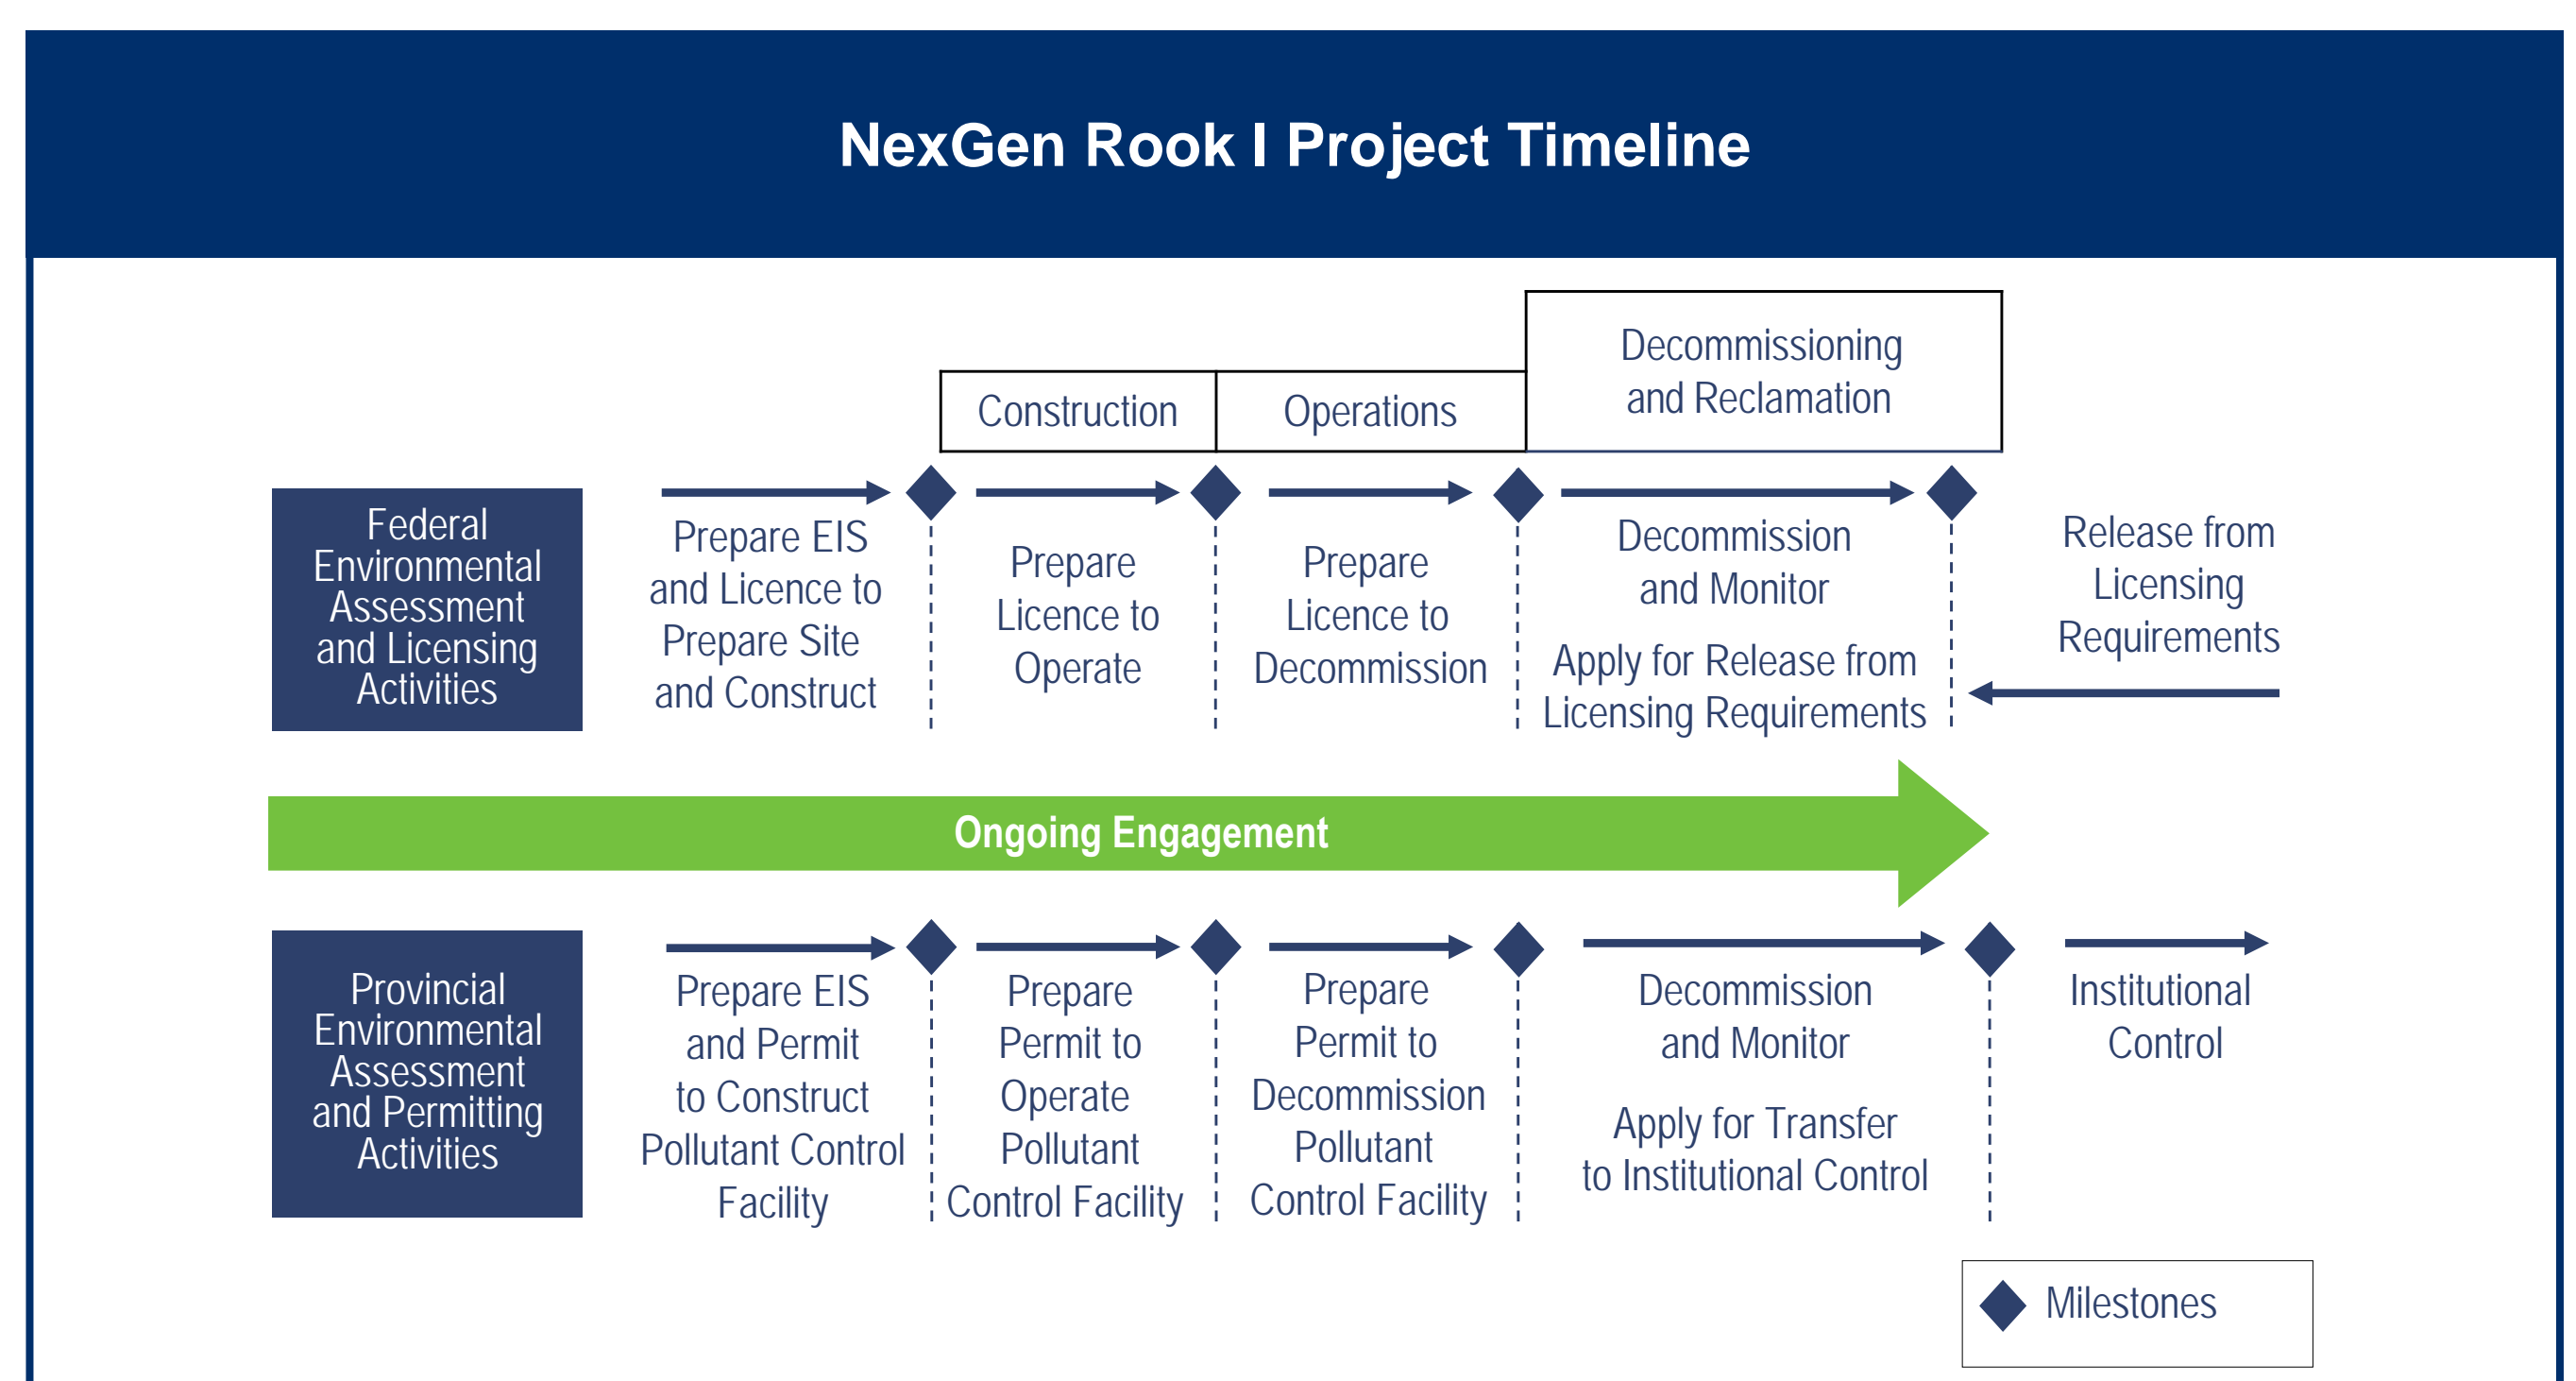 NexGen Rook I Project Timeline
Construction
Operations
Decommissioning
and Reclamation
Federal
Environmental
Assessment
and Licensing
Activities
Prepare EIS
and Licence to
Prepare Site
and Construct
Prepare
Licence to
Operate
Prepare
Licence to
Decommission
Decommission
and Monitor
Apply for Release from
Licensing Requirements
Release from
Licensing
Requirements
Ongoing Engagement
Provincial
Environmental
Assessment
and Permitting
Activities
Prepare EIS
and Permit
to Construct
Pollutant Control
Facility
Prepare
Permit to
Operate
Pollutant
Control Facility
Prepare
Permit to
Decommission
Pollutant
Control Facility
Decommission
and Monitor
Apply for Transfer
to Institutional Control
Institutional
Control
Milestones